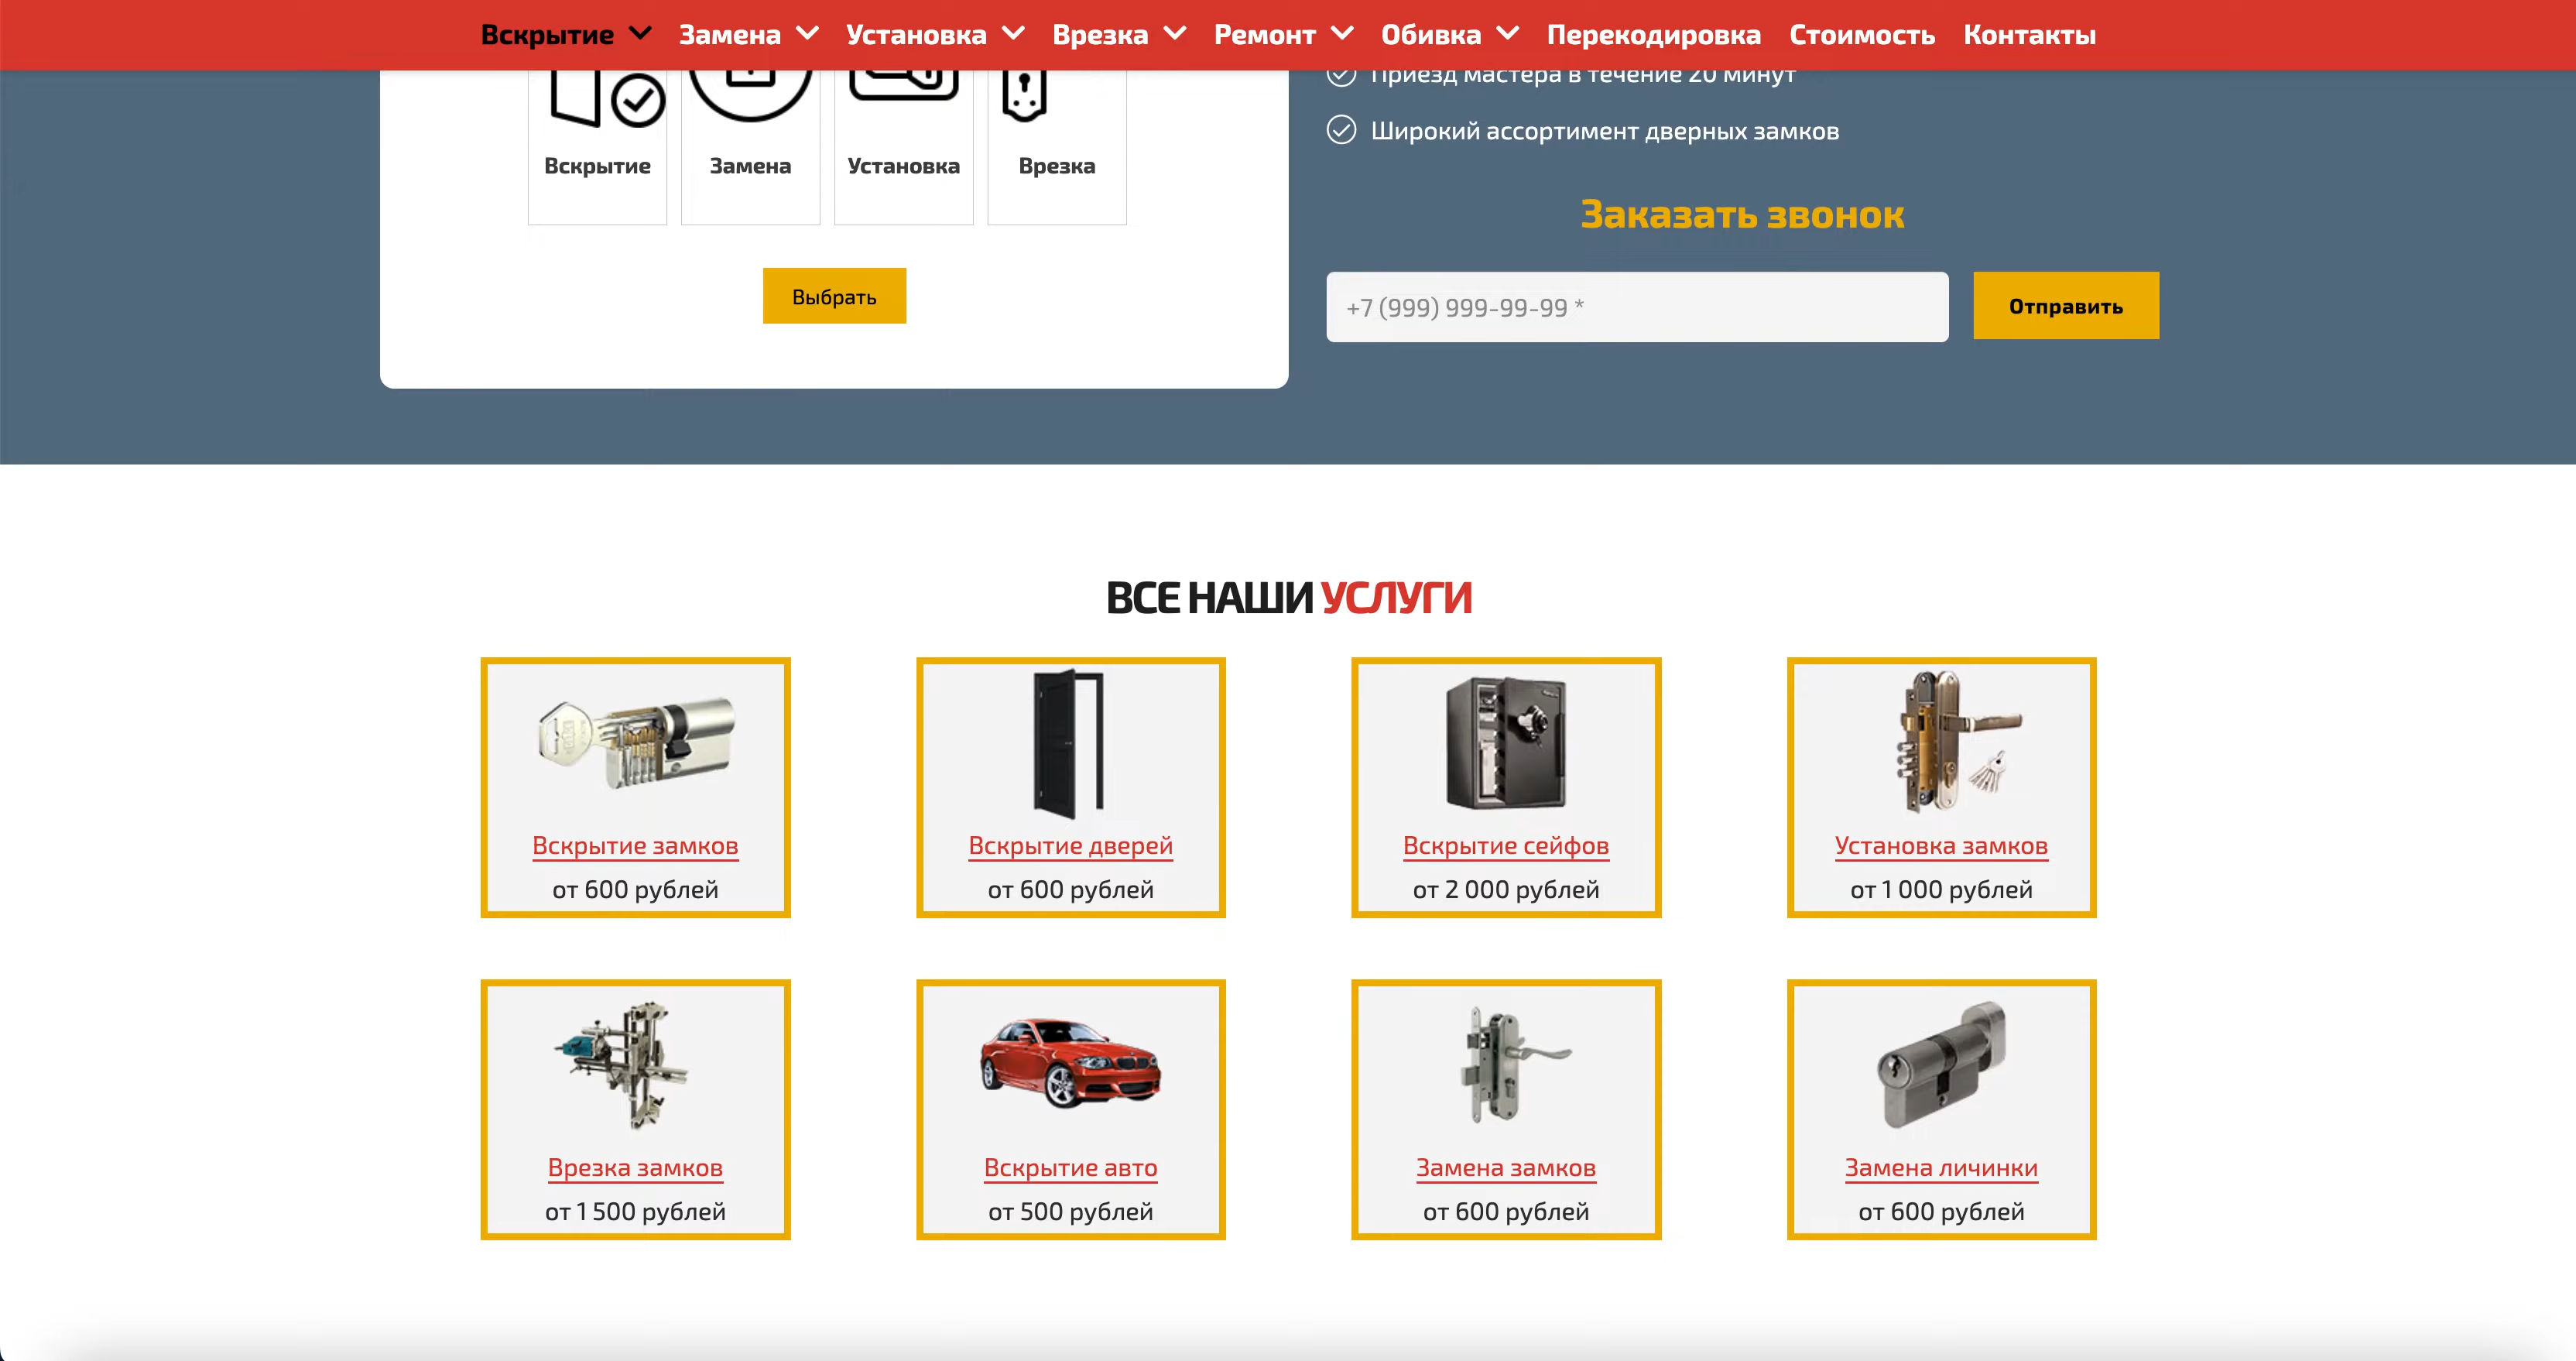 Вскрытие Замена Установка Врезка Ремонт Обивка Перекодировка Стоимость Контакты
Приезд мастера в течение 20 минут
Широкий ассортимент дверных замков
Вскрытие Замена Установка Врезка
Заказать звонок
Выбрать
+7 (999) 999-99-99 *
Отправить
ВСЕ НАШИ УСЛУГИ
Вскрытие замков
от 600 рублей
Вскрытие дверей
от 600 рублей
Вскрытие сейфов
от 2 000 рублей
Установка замков
от 1 000 рублей
Врезка замков
от 1 500 рублей
Вскрытие авто
от 500 рублей
Замена замков
от 600 рублей
Замена личинки
от 600 рублей